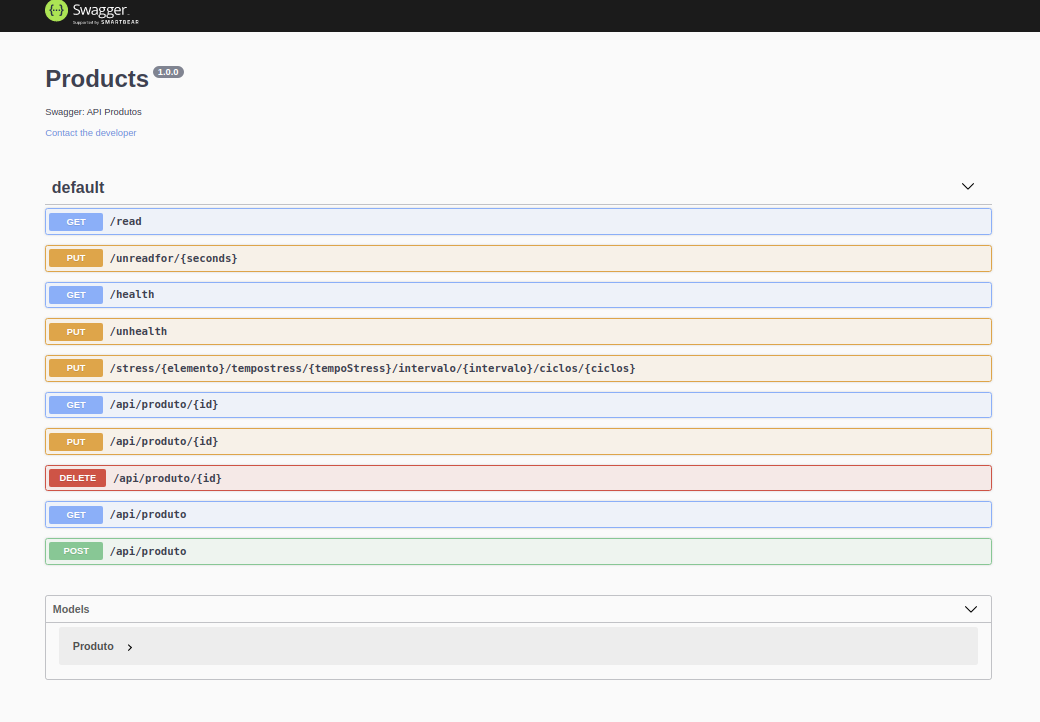 Swagger.
Supported by SMARTBEAR
Products 1.0.0
Swagger: API Produtos
Contact the developer
default
GET /read
PUT /unreadfor/{seconds}
GET /health
PUT /unhealth
PUT /stress/{elemento}/tempostress/{tempoStress}/intervalo/{intervalo}/ciclos/{ciclos}
GET /api/produto/{id}
PUT /api/produto/{id}
DELETE /api/produto/{id}
GET /api/produto
POST /api/produto
Models
Produto